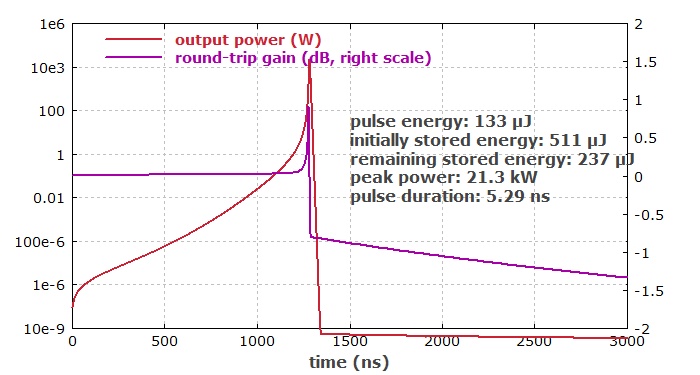 1e6
10e3
100
1
0.01
100e-6
1e-6
10e-9
output power (W)
round-trip gain (dB, right scale)
pulse energy: 133 µJ
initially stored energy: 511 µJ
remaining stored energy: 237 µJ
peak power: 21.3 kW
pulse duration: 5.29 ns
2
1.5
1
0.5
0
-0.5
-1
-1.5
-2
0 500 1000 1500 2000 2500 3000
time (ns)